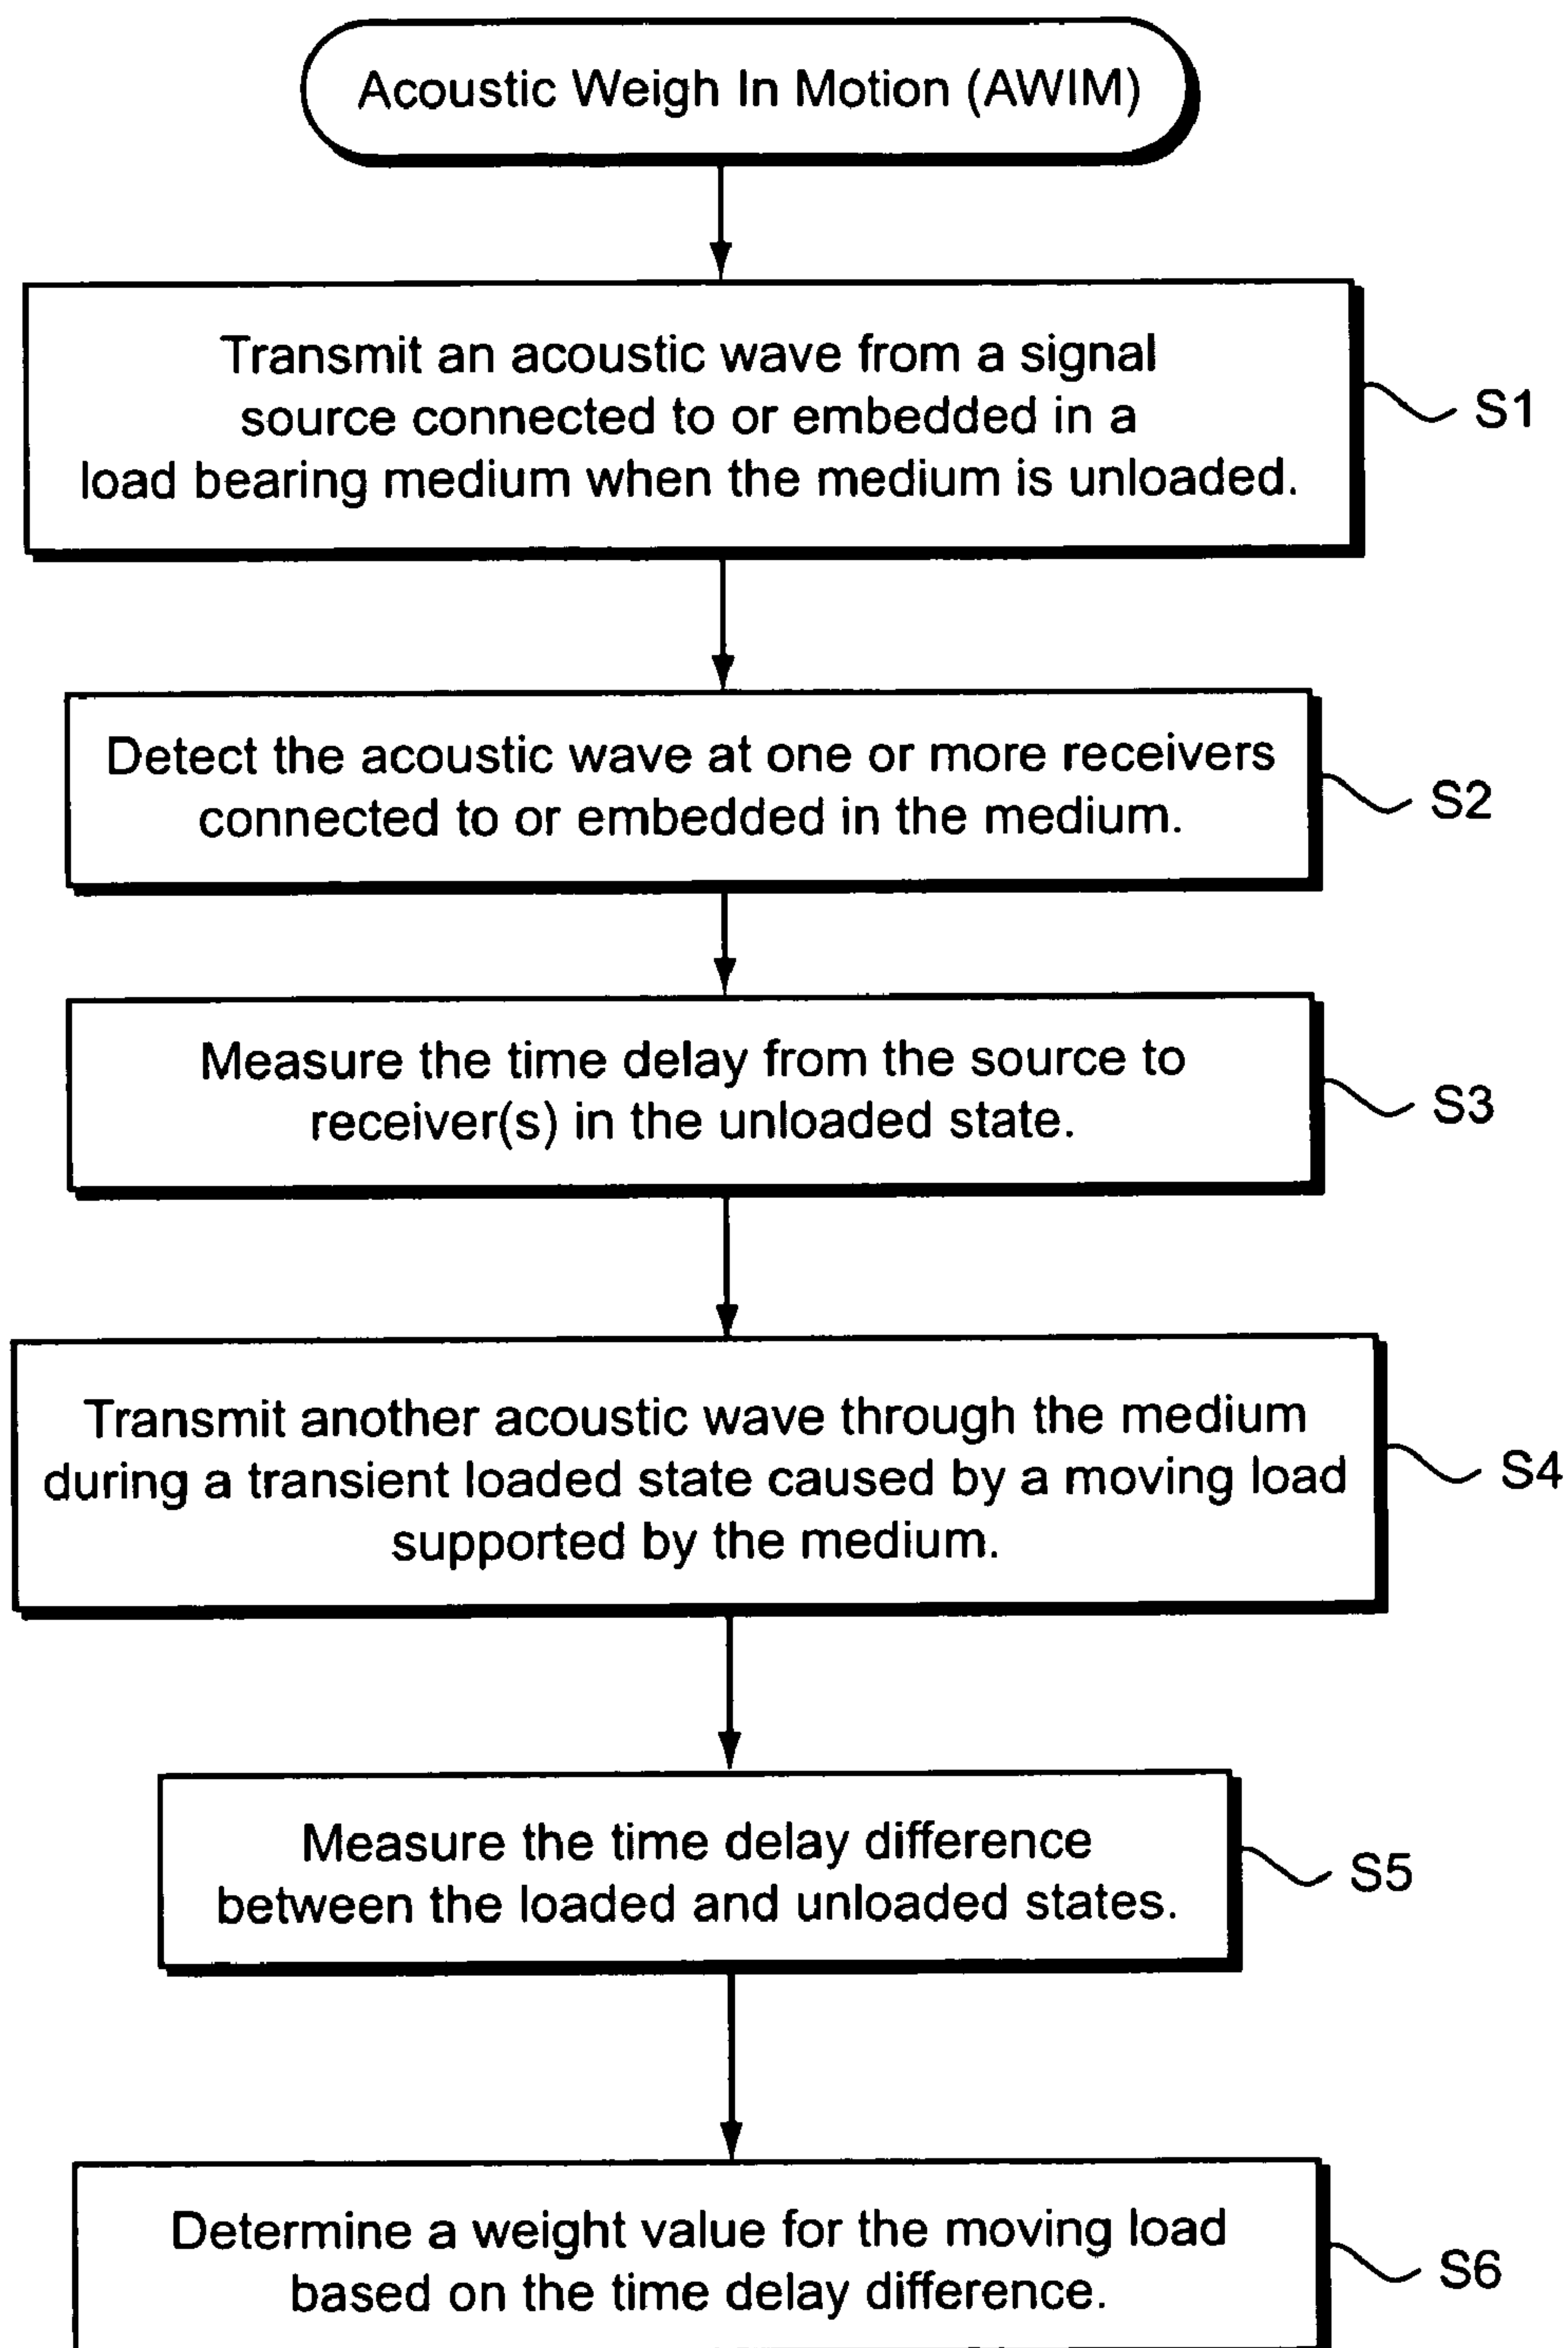 Acoustic Weigh In Motion (AWIM)
Transmit an acoustic wave from a signal
source connected to or embedded in a
load bearing medium when the medium is unloaded.
S1
Detect the acoustic wave at one or more receivers
connected to or embedded in the medium.
S2
Measure the time delay from the source to
receiver(s) in the unloaded state.
S3
Transmit another acoustic wave through the medium
during a transient loaded state caused by a moving load
supported by the medium.
S4
Measure the time delay difference
between the loaded and unloaded states.
S5
Determine a weight value for the moving load
based on the time delay difference.
S6